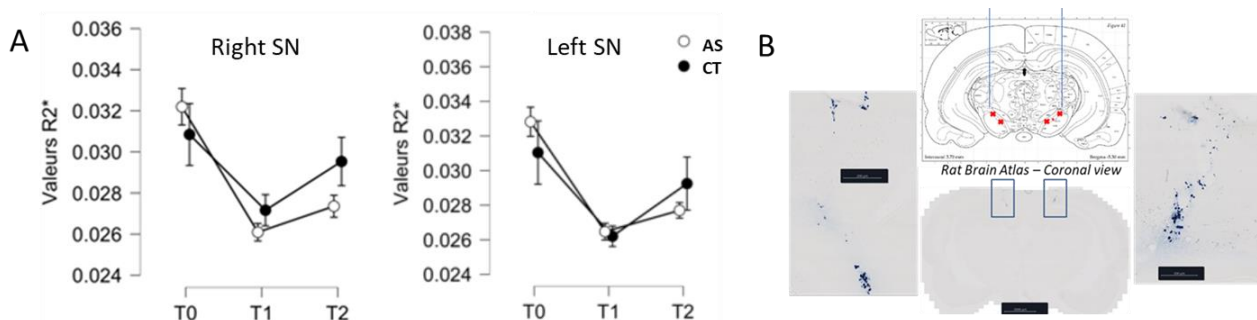 A
Right SN
Valeurs R2*
0.036
0.034
0.032
0.030
0.028
0.026
0.024
T0
T1
T2
Left SN
Valeurs R2*
0.038
0.036
0.034
0.032
0.030
0.028
0.026
0.024
T0
T1
T2
AS
CT
B
Rat Brain Atlas – Coronal view